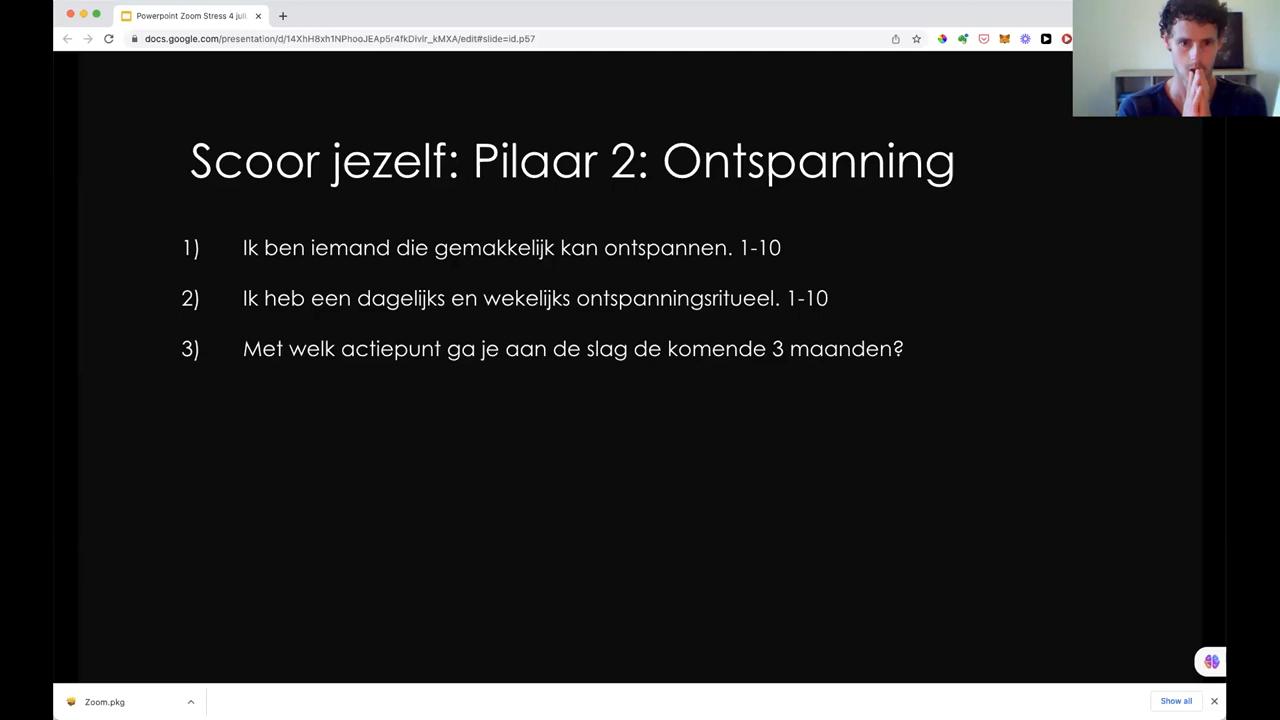 Powerpoint Zoom Stress 4 juli
docs.google.com/presentation/d/14XhH8xh1NPhooJEAp5r4fkDivlr_kMXA/edit#slide=id.p57
Scoor jezelf: Pilaar 2: Ontspanning
1) Ik ben iemand die gemakkelijk kan ontspannen. 1-10
2) Ik heb een dagelijks en wekelijks ontspanningsritueel. 1-10
3) Met welk actiepunt ga je aan de slag de komende 3 maanden?
Zoom.pkg
Show all